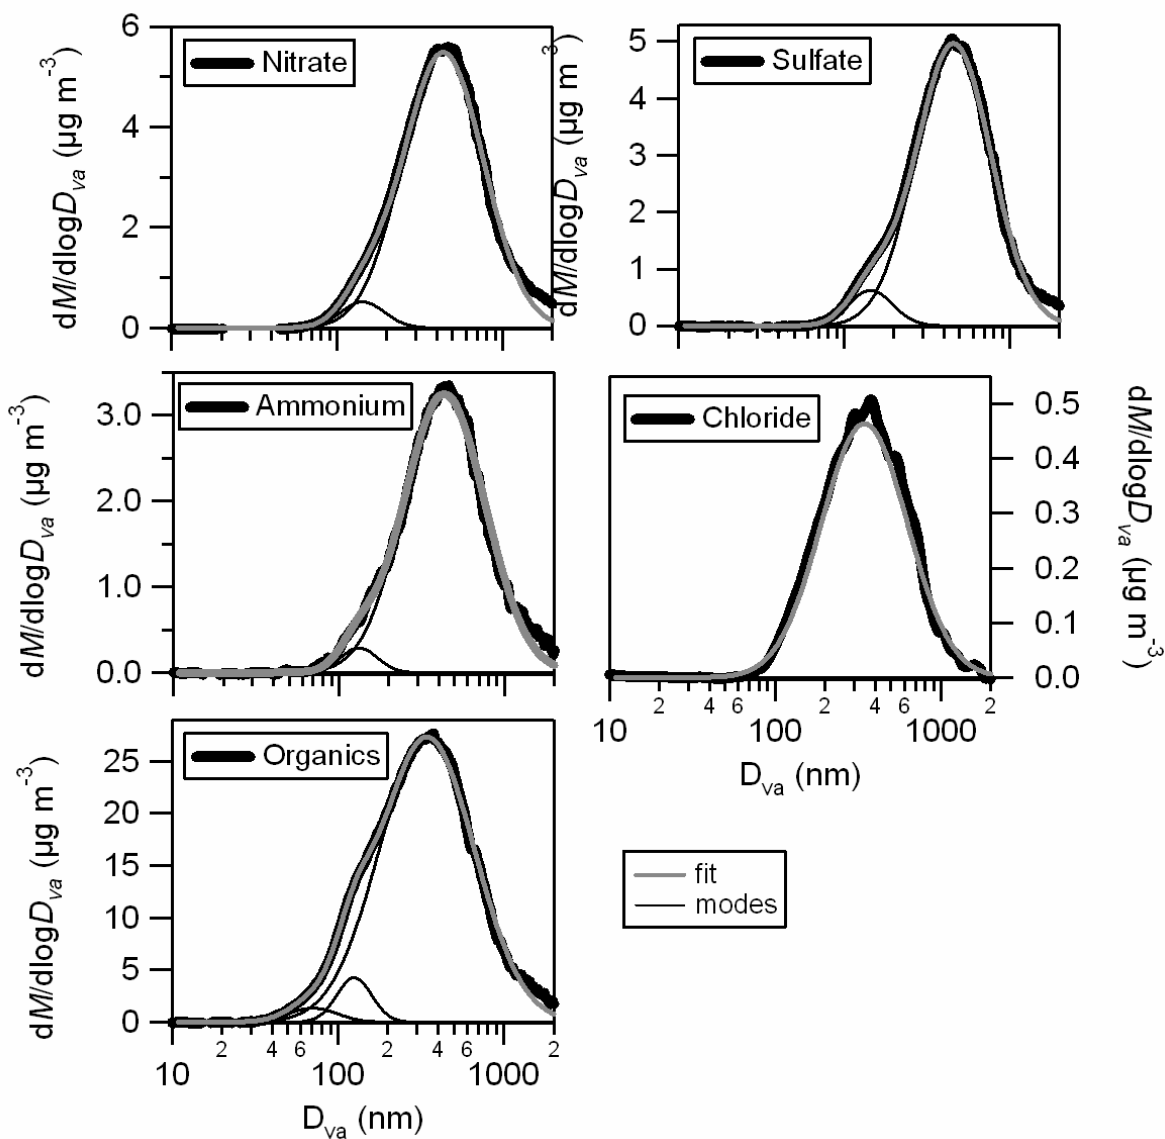 6
4
2
0
dM/dlogDva (µg m-3)
Nitrate
5
4
3
2
1
0
dM/dlogDva (µg m-3)
Sulfate
3.0
2.0
1.0
0.0
dM/dlogDva (µg m-3)
Ammonium
Chloride
0.5
0.4
0.3
0.2
0.1
0.0
dM/dlogDva (µg m-3)
10 2 4 6 100 2 4 6 1000 2
Dva (nm)
25
20
15
10
5
0
dM/dlogDva (µg m-3)
Organics
10 2 4 6 100 2 4 6 1000 2
Dva (nm)
fit
modes